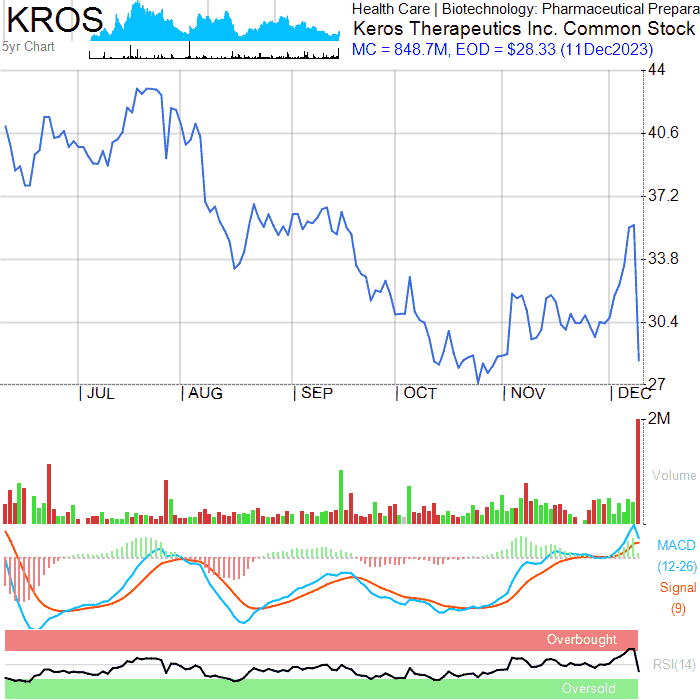 KROS
5yr Chart
Health Care | Biotechnology: Pharmaceutical Prepara
Keros Therapeutics Inc. Common Stock
MC = 848.7M, EOD = $28.33 (11Dec2023)
44
40.6
37.2
33.8
30.4
27
JUL
AUG
SEP
OCT
NOV
DEC
2M
Volume
MACD
(12-26)
Signal
(9)
Overbought
RSI(14)
Oversold